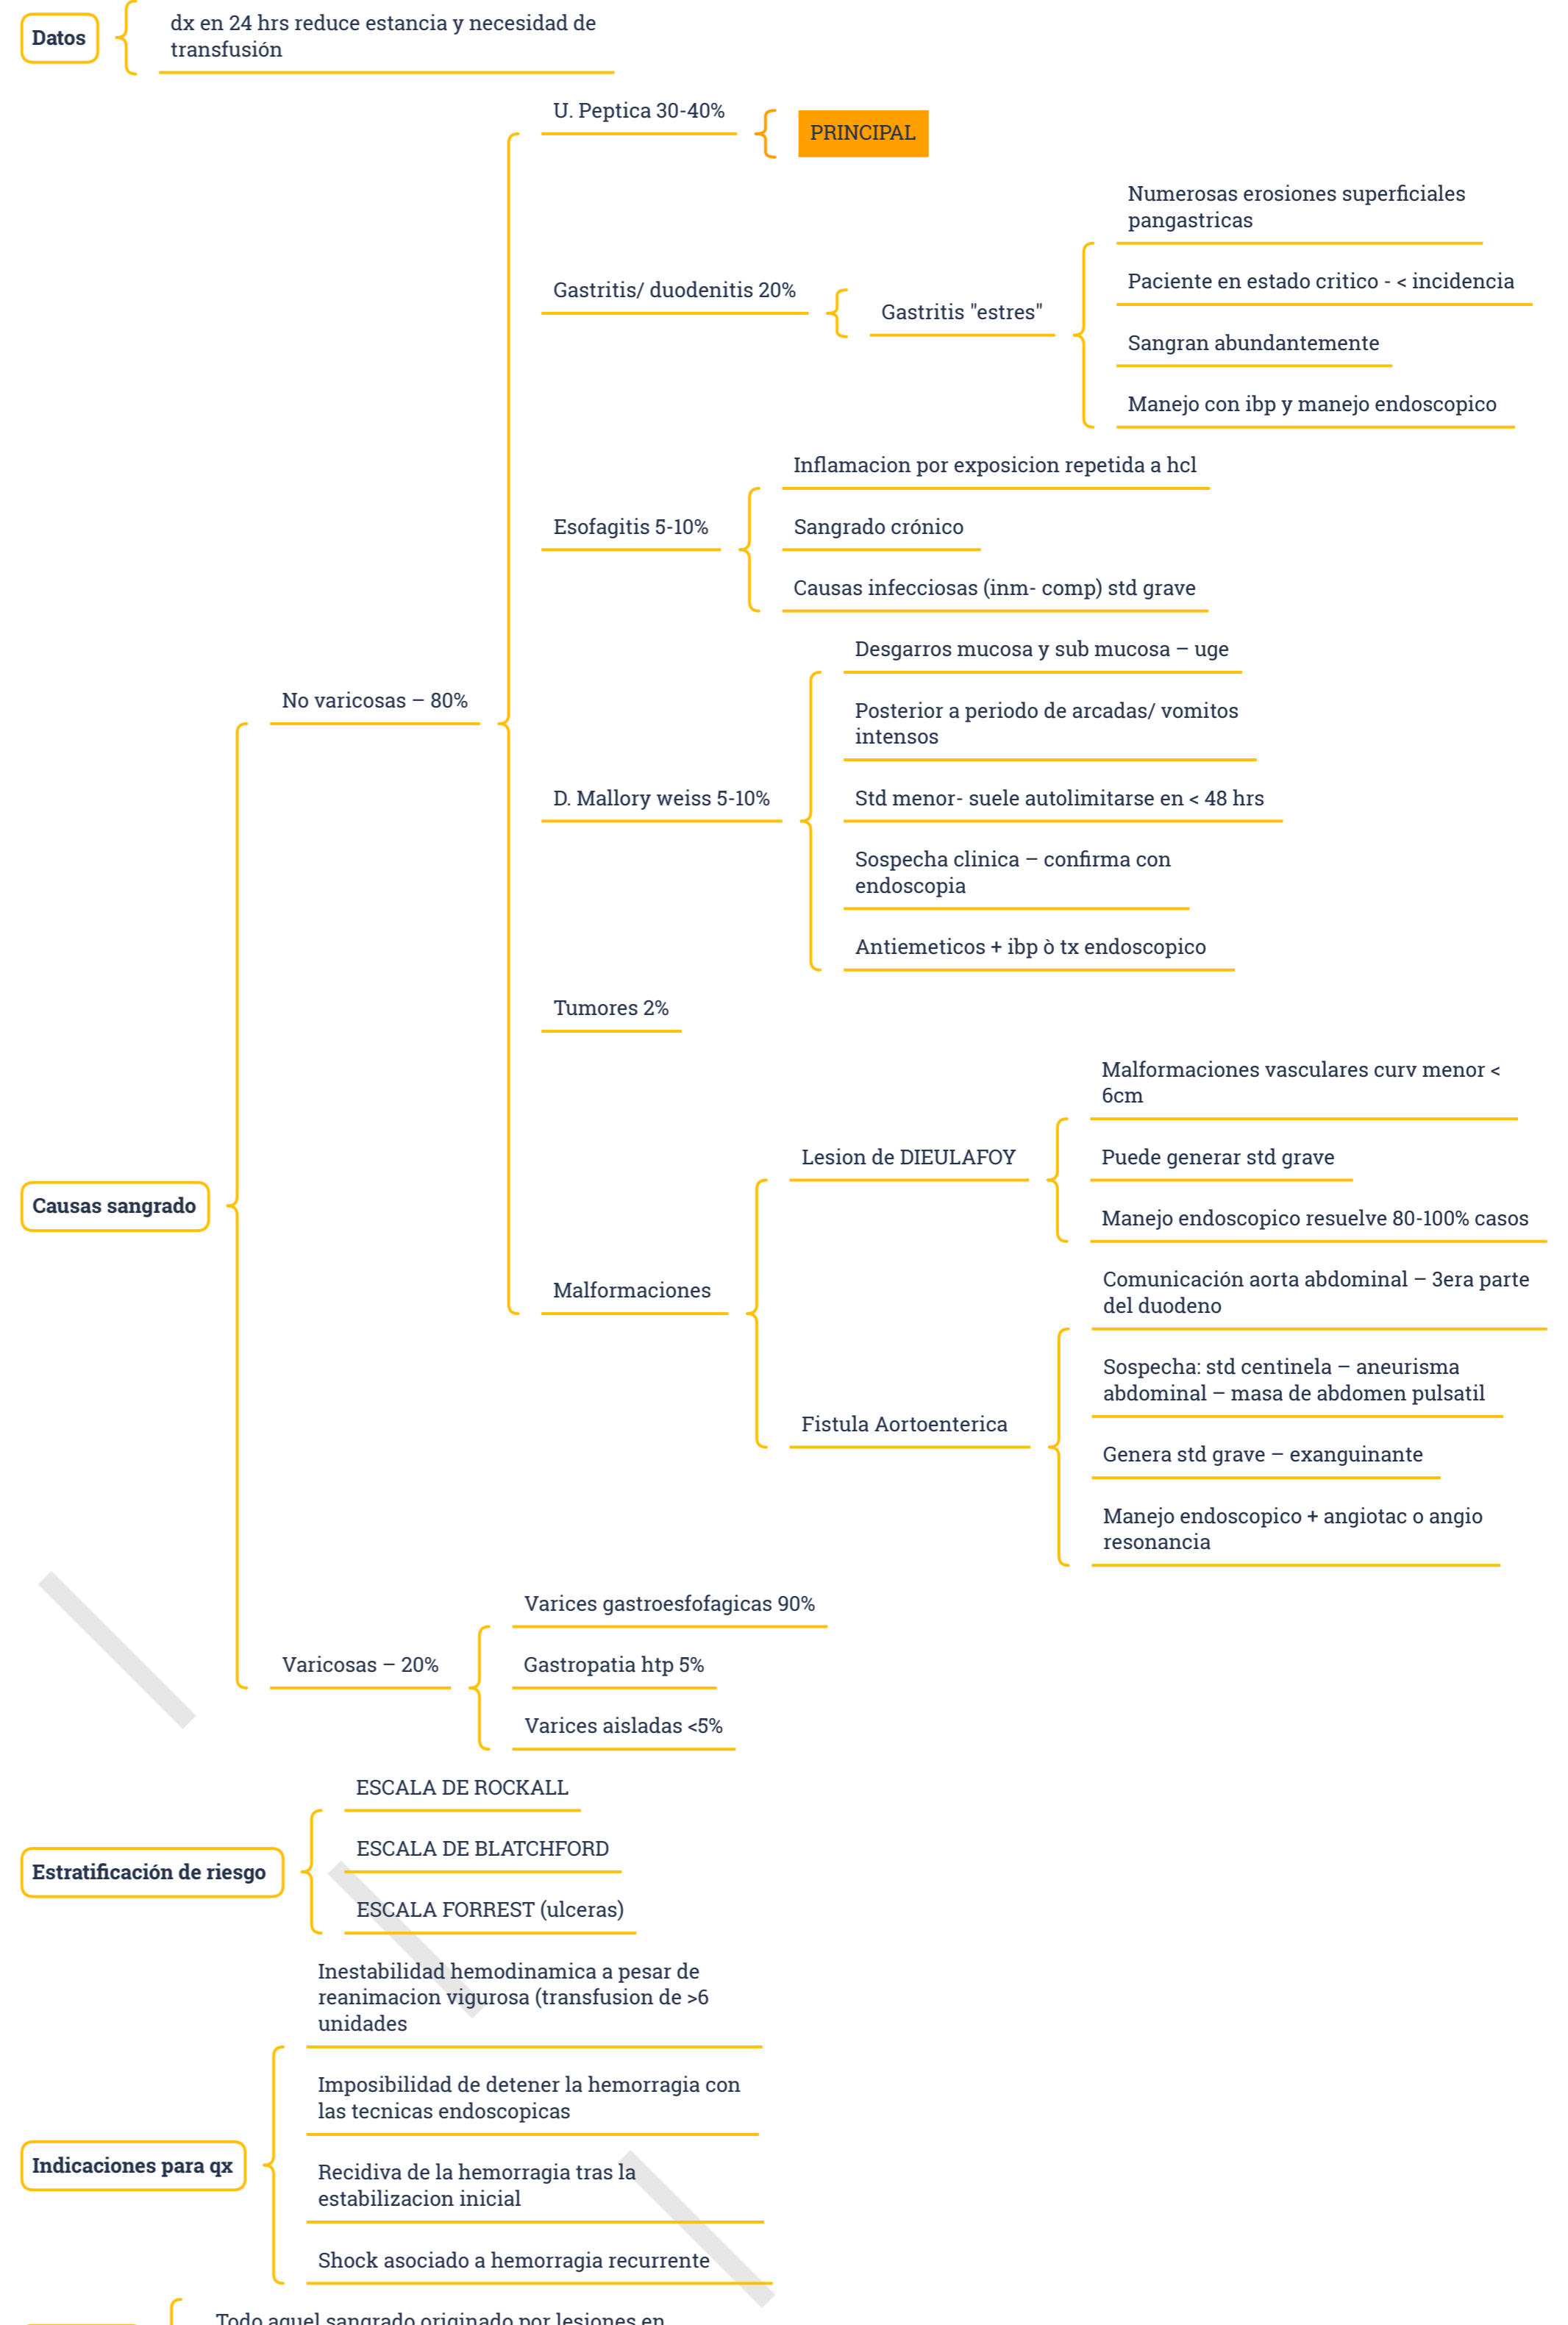 Datos
dx en 24 hrs reduce estancia y necesidad de
transfusión
Causas sangrado
No varicosas – 80%
U. Peptica 30-40%
PRINCIPAL
Gastritis/ duodenitis 20%
Gastritis "estres"
Numerosas erosiones superficiales
pangastricas
Paciente en estado critico - < incidencia
Sangran abundantemente
Manejo con ibp y manejo endoscopico
Esofagitis 5-10%
Inflamacion por exposicion repetida a hcl
Sangrado crónico
Causas infecciosas (inm- comp) std grave
D. Mallory weiss 5-10%
Desgarros mucosa y sub mucosa – uge
Posterior a periodo de arcadas/ vomitos
intensos
Std menor- suele autolimitarse en < 48 hrs
Sospecha clinica – confirma con
endoscopia
Antiemeticos + ibp ò tx endoscopico
Tumores 2%
Malformaciones
Lesion de DIEULAFOY
Malformaciones vasculares curv menor <
6cm
Puede generar std grave
Manejo endoscopico resuelve 80-100% casos
Fistula Aortoenterica
Comunicación aorta abdominal – 3era parte
del duodeno
Sospecha: std centinela – aneurisma
abdominal – masa de abdomen pulsatil
Genera std grave – exanguinante
Manejo endoscopico + angiotac o angio
resonancia
Varicosas – 20%
Varices gastroesfofagicas 90%
Gastropatia htp 5%
Varices aisladas <5%
Estratificación de riesgo
ESCALA DE ROCKALL
ESCALA DE BLATCHFORD
ESCALA FORREST (ulceras)
Indicaciones para qx
Inestabilidad hemodinamica a pesar de
reanimacion vigurosa (transfusion de >6
unidades
Imposibilidad de detener la hemorragia con
las tecnicas endoscopicas
Recidiva de la hemorragia tras la
estabilizacion inicial
Shock asociado a hemorragia recurrente
Todo aquel sangrado originado por lesiones en